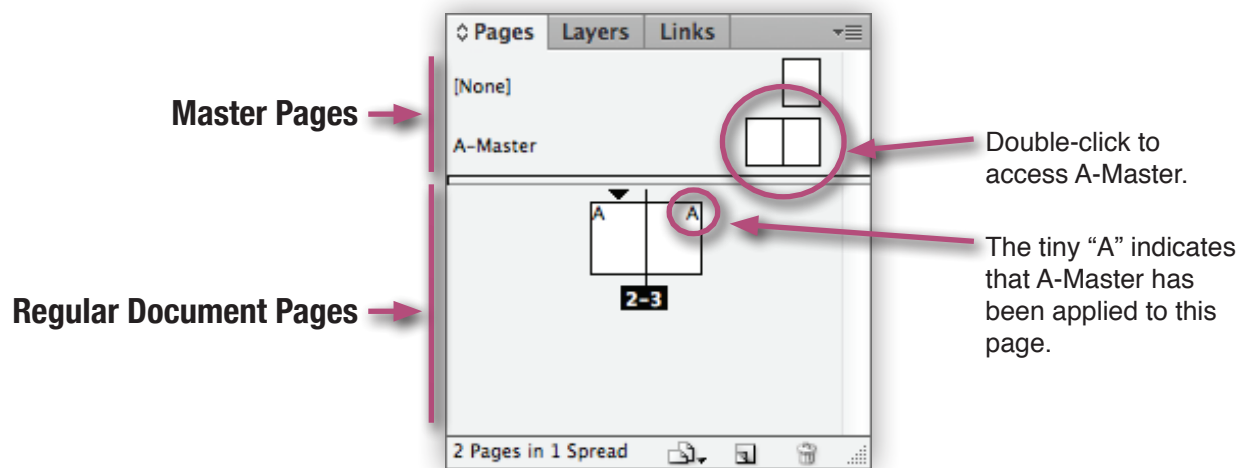 Pages Layers Links
[None]
A-Master
Master Pages
Double-click to
access A-Master.
A A
2-3
Regular Document Pages
The tiny “A” indicates
that A-Master has
been applied to this
page.
2 Pages in 1 Spread